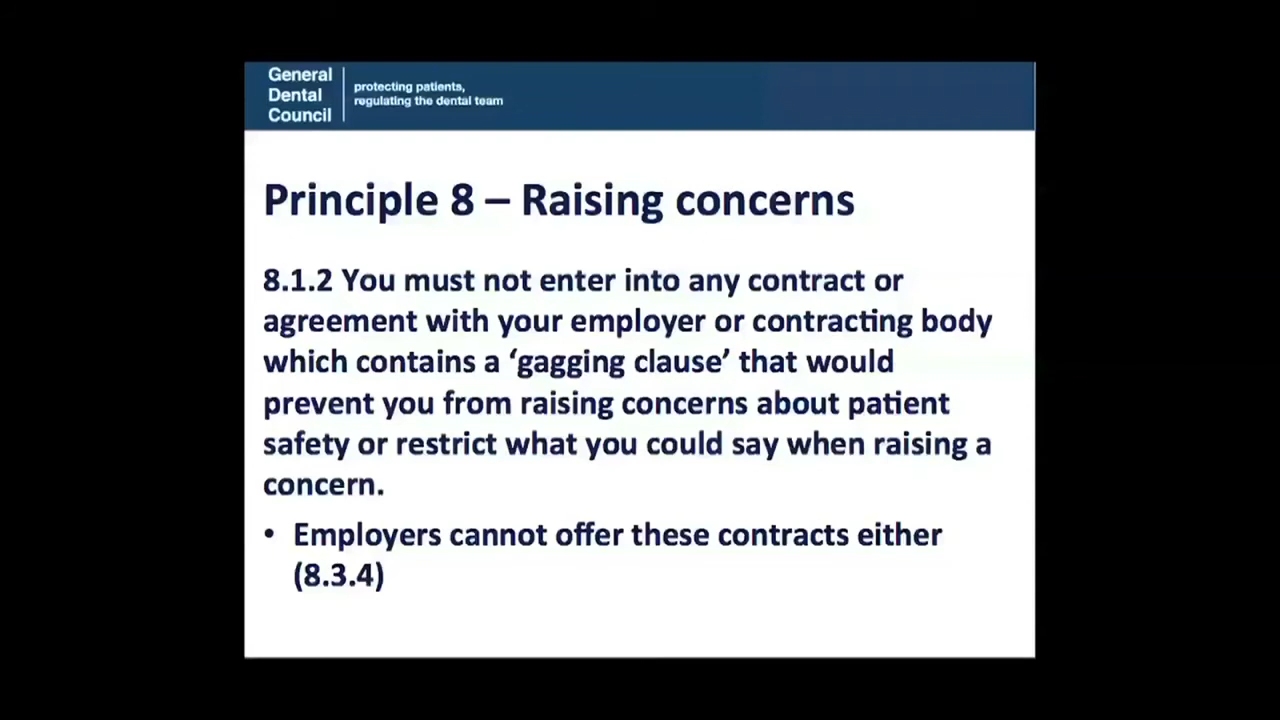 General
Dental
Council
protecting patients,
regulating the dental team
Principle 8 – Raising concerns
8.1.2 You must not enter into any contract or
agreement with your employer or contracting body
which contains a ‘gagging clause’ that would
prevent you from raising concerns about patient
safety or restrict what you could say when raising a
concern.
• Employers cannot offer these contracts either
(8.3.4)